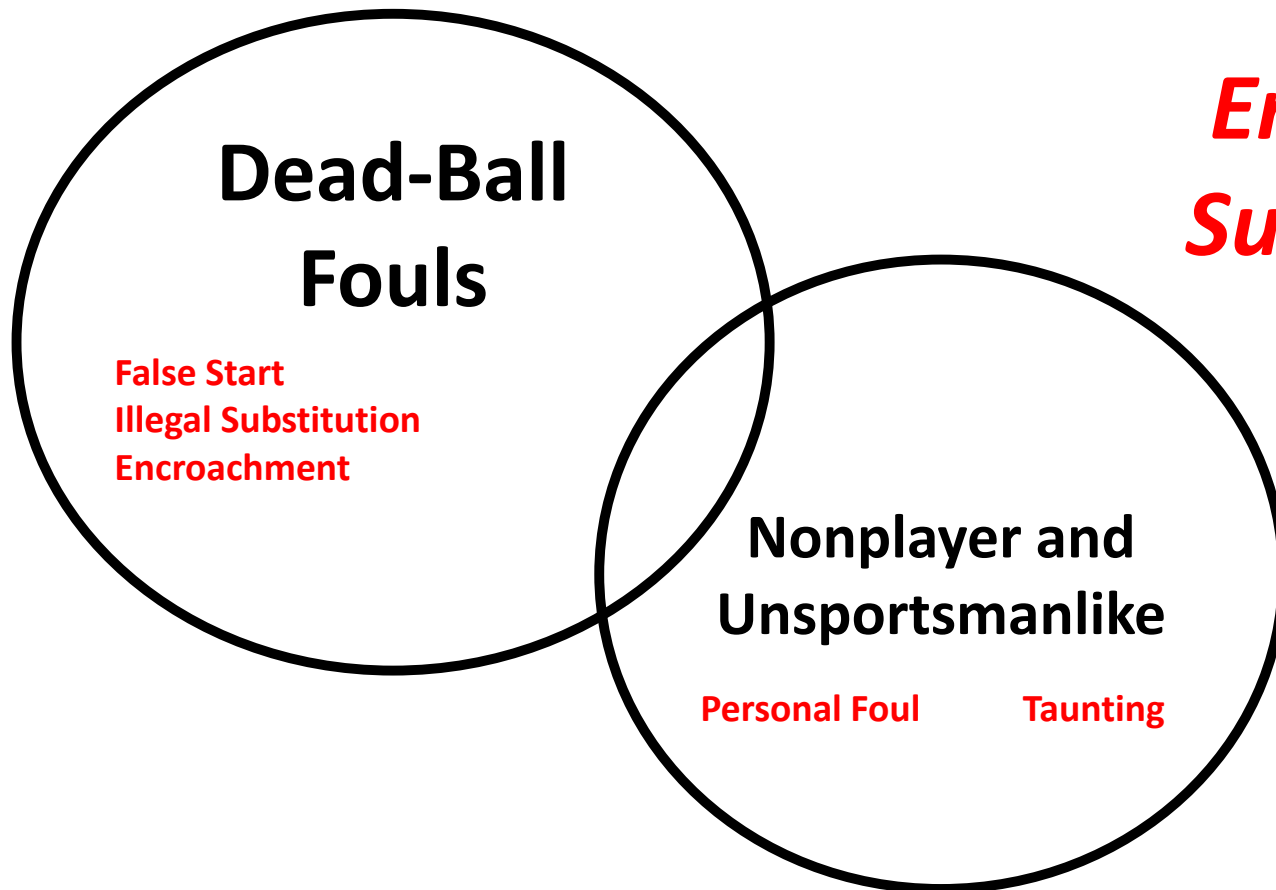 Dead-Ball
Fouls
False Start
Illegal Substitution
Encroachment
Nonplayer and
Unsportsmanlike
Personal Foul Taunting